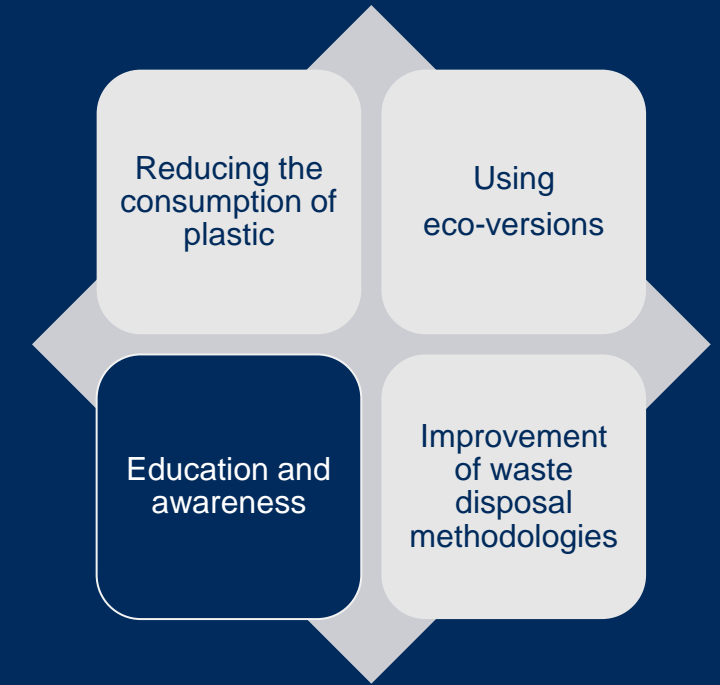 Reducing the
consumption of
plastic
Using
eco-versions
Education and
awareness
Improvement
of waste
disposal
methodologies